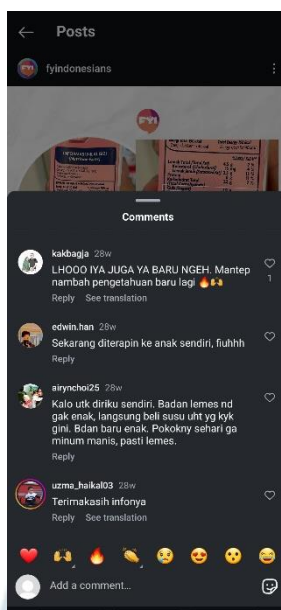 Posts
fyindonesians
FYI
Comments
kakbagja 28w
LHOOO IYA JUGA YA BARU NGEH. Mantep
nambah pengetahuan baru lagi 🔥🙌
1
Reply See translation
edwin.han 28w
Sekarang diterapin ke anak sendiri, fiuhhh
Reply
airynchoi25 28w
Kalo utk diriku sendiri. Badan lemes nd
gak enak, langsung beli susu uht yg kyk
gini. Bdan baru enak. Pokokny sehari ga
minum manis, pasti lemes.
Reply
uzma_haikal03 28w
Terimakasih infonya
Reply See translation
Add a comment...